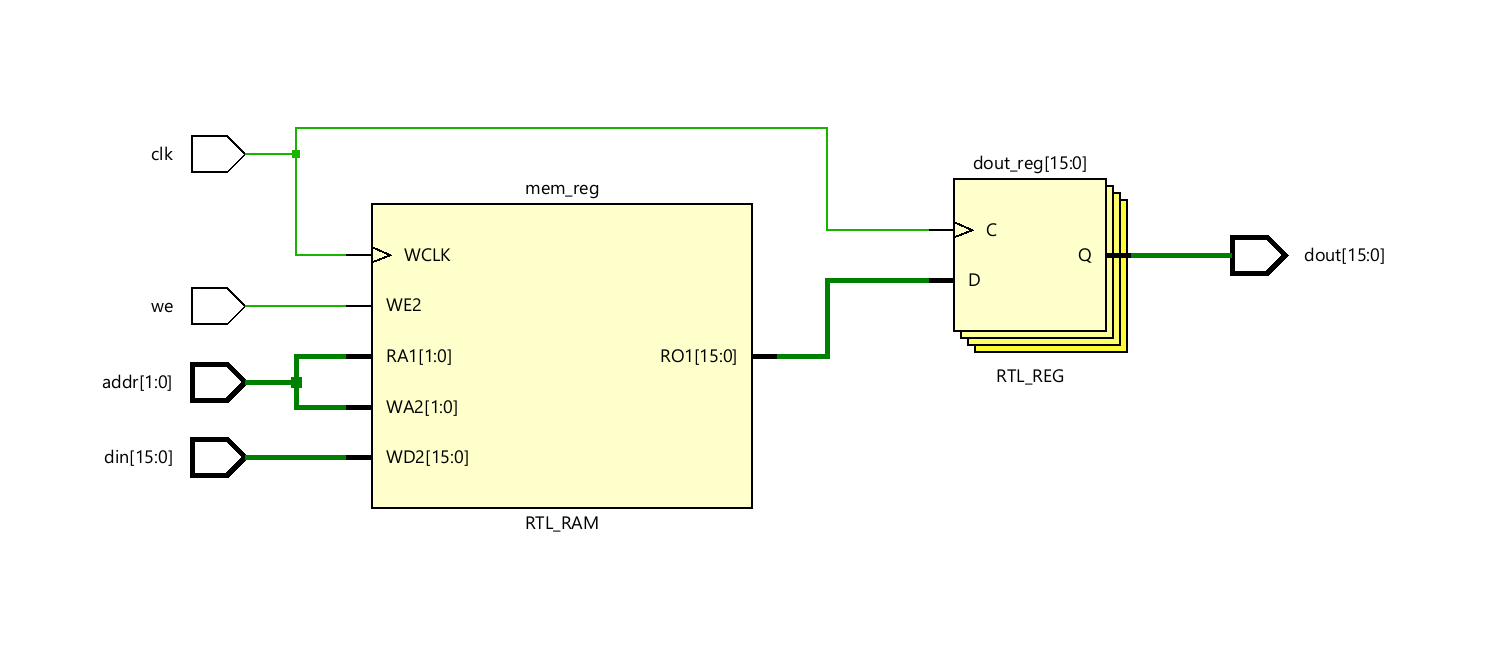 clk
we
addr[1:0]
din[15:0]
mem_reg
WCLK
WE2
RA1[1:0]
WA2[1:0]
WD2[15:0]
RO1[15:0]
RTL_RAM
dout_reg[15:0]
C
D
Q
RTL_REG
dout[15:0]